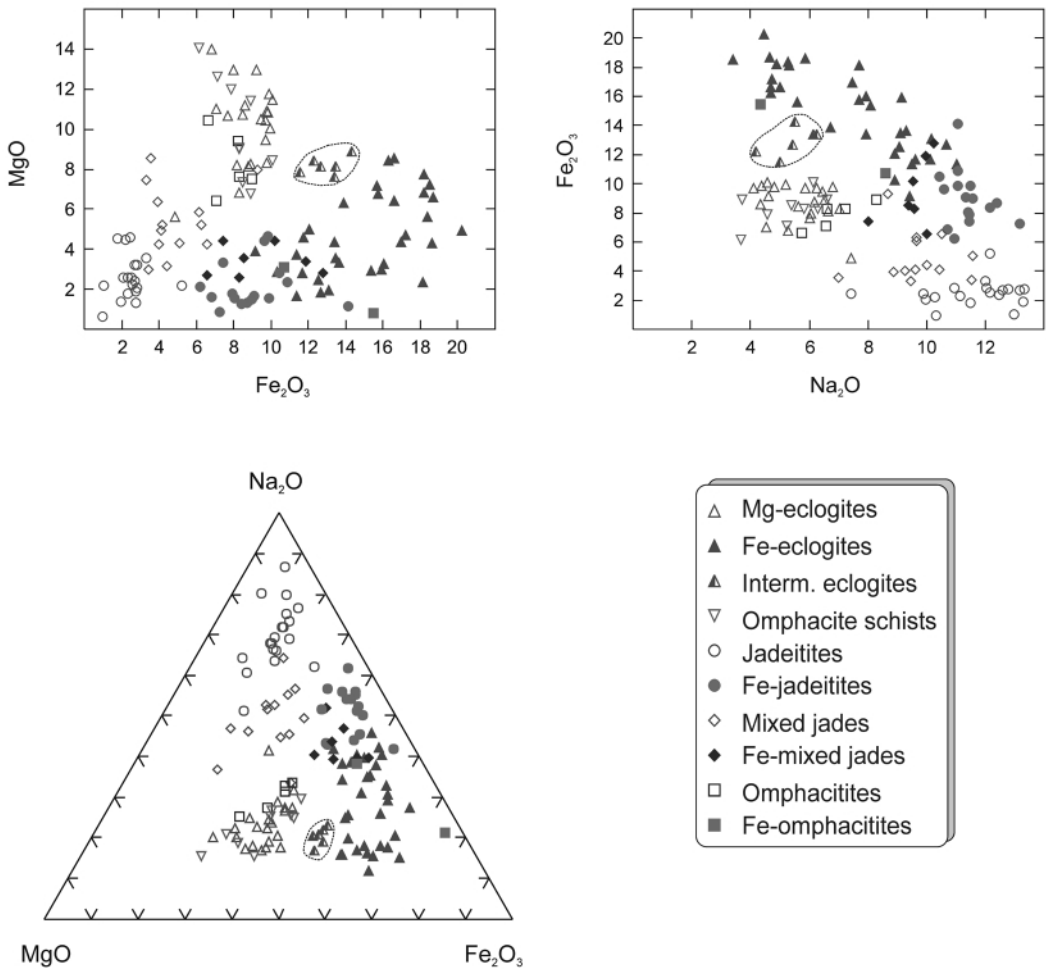 14
12
10
8
6
4
2
MgO
2 4 6 8 10 12 14 16 18 20
Fe₂O₃
20
18
16
14
12
10
8
6
4
2
Fe₂O₃
2 4 6 8 10 12
Na₂O
Na₂O
MgO
Fe₂O₃
Mg-eclogites
Fe-eclogites
Interm. eclogites
Omphacite schists
Jadeitites
Fe-jadeitites
Mixed jades
Fe-mixed jades
Omphacitites
Fe-omphacitites